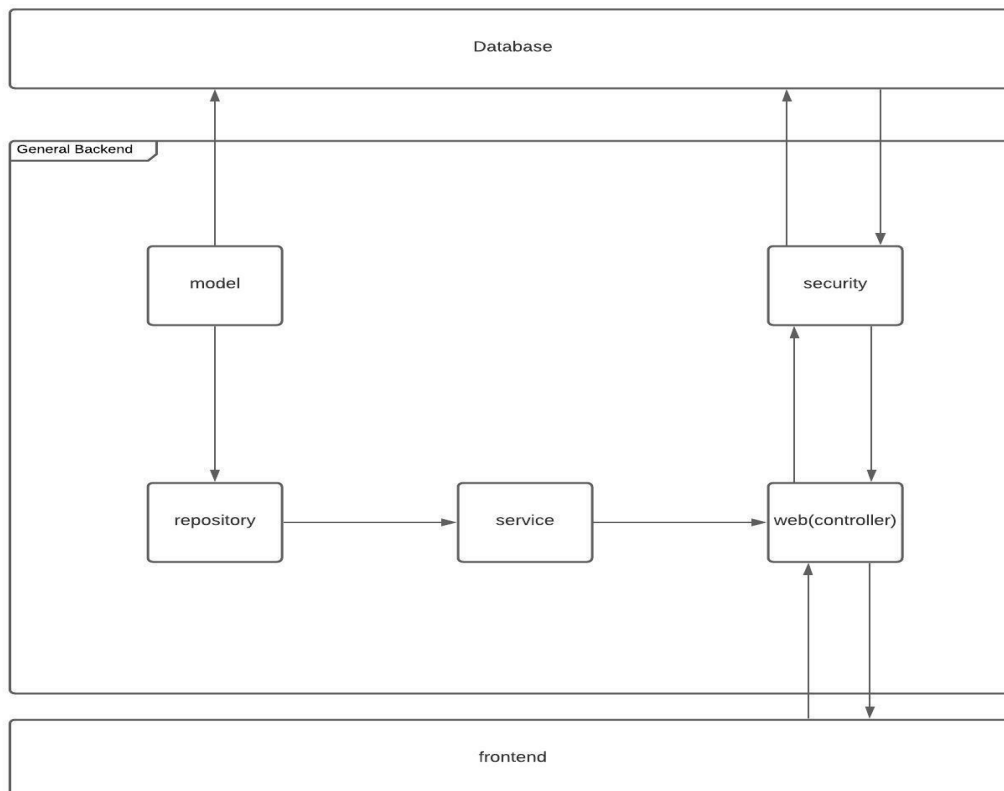 Database
General Backend
model
security
repository
service
web(controller)
frontend